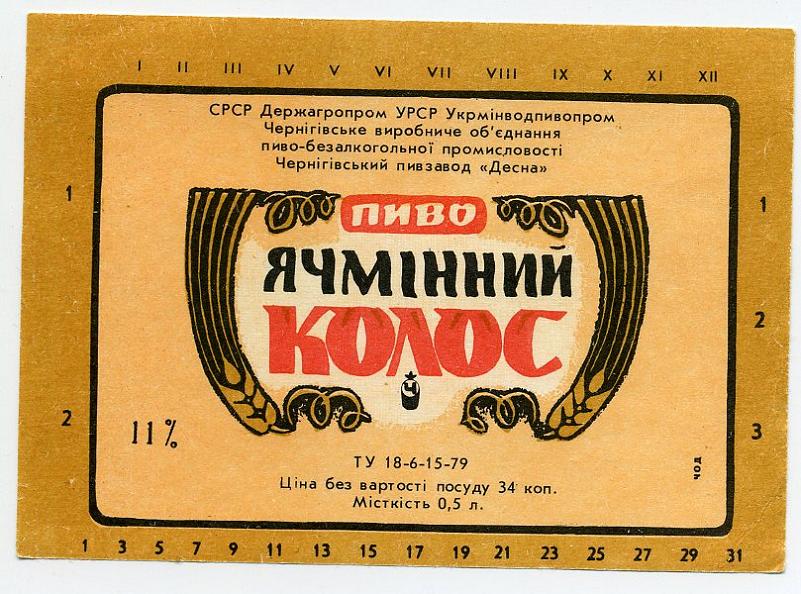 I II III IV V VI VII VIII IX X XI XII
СРСР Держагропром УРСР Укрмінводпивопром
Чернігівське виробниче об'єднання
пиво-безалкогольної промисловості
Чернігівський пивзавод «Десна»
1 1
ПИВО
ЯЧМІННИЙ
КОЛОС
2
Ч
2 3
11%
ТУ 18-6-15-79
чод
Ціна без вартості посуду 34 коп.
Місткість 0,5 л.
1 3 5 7 9 11 13 15 17 19 21 23 25 27 29 31